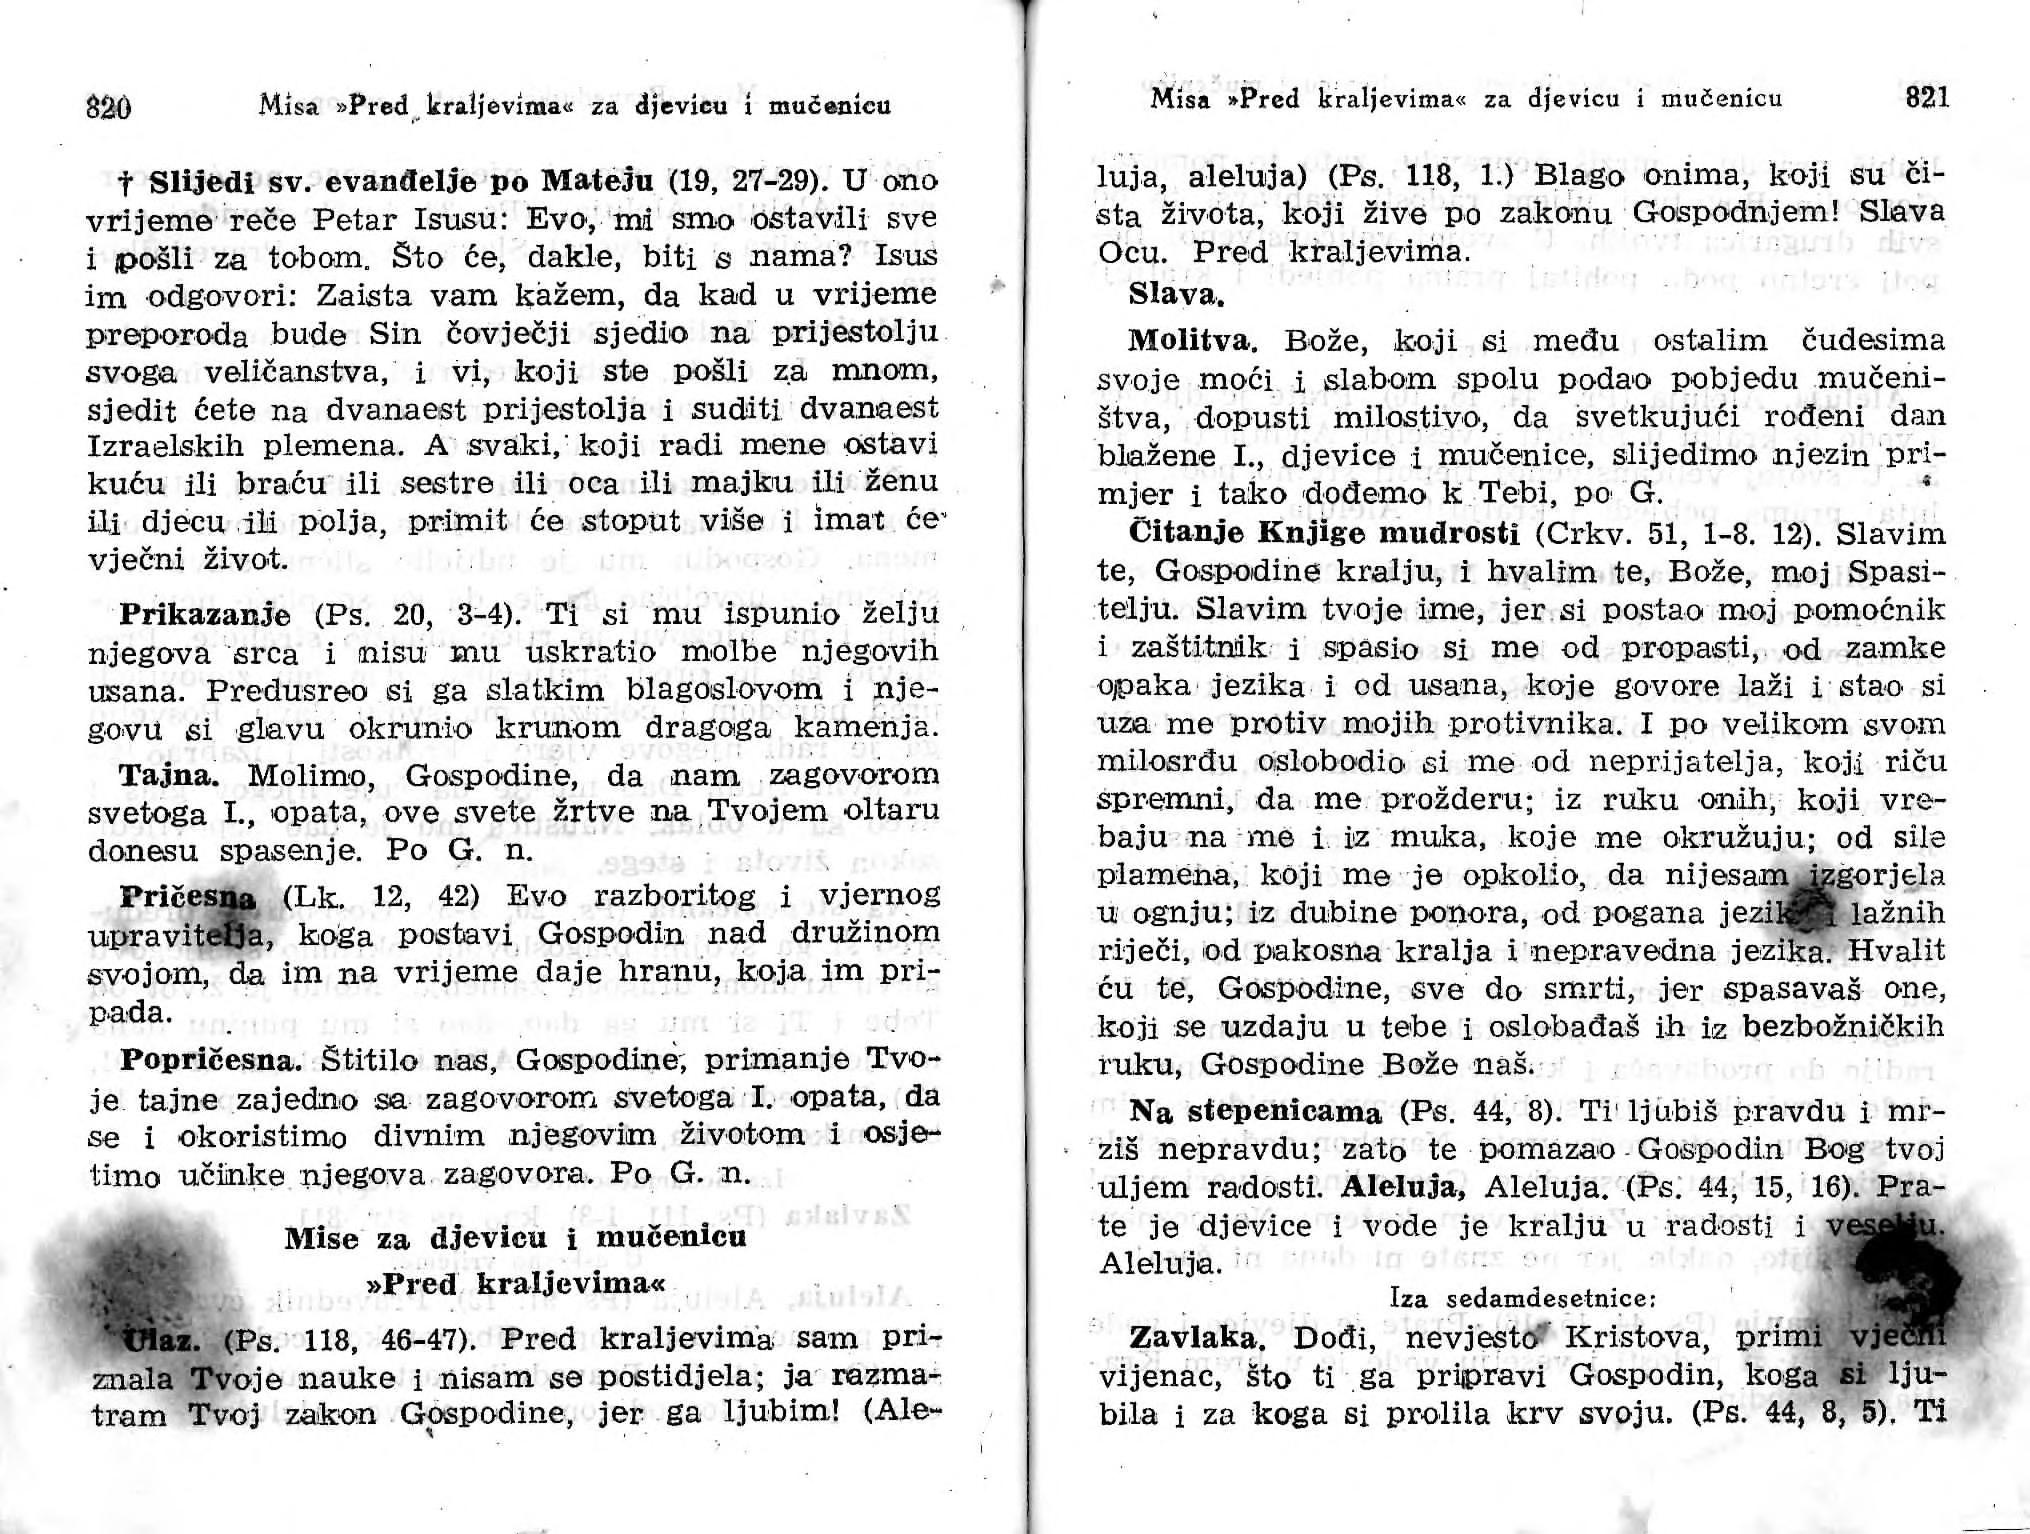 820 Misa »Pred kraljevima« za djevicu i mučenicu
† Slijedi sv. evanđelje po Mateju (19, 27-29). U ono
vrijeme reče Petar Isusu: Evo, mi smo ostavili sve
i pošli za tobom. Što će, dakle, biti s nama? Isus
im odgovori: Zaista vam kažem, da kad u vrijeme
preporoda bude Sin čovječji sjedio na prijestolju
svoga veličanstva, i vi, koji ste pošli za mnom,
sjedit ćete na dvanaest prijestolja i suditi dvanaest
Izraelskih plemena. A svaki, koji radi mene ostavi
kuću ili braću ili sestre ili oca ili majku ili ženu
ili djecu ili polja, primit će stoput više i imat će
vječni život.
Prikazanje (Ps. 20, 3-4). Ti si mu ispunio želju
njegova srca i nisu mu uskratio molbe njegovih
usana. Predusreo si ga slatkim blagoslovom i nje-
govu si glavu okrunio krunom dragoga kamenja.
Tajna. Molimo, Gospodine, da nam zagovorom
svetoga I., opata, ove svete žrtve na Tvojem oltaru
donesu spasenje. Po G. n.
Pričesna (Lk. 12, 42) Evo razboritog i vjernog
upravitelja, koga postavi Gospodin nad družinom
svojom, da im na vrijeme daje hranu, koja im pri-
pada.
Popričesna. Štitilo nas, Gospodine, primanje Tvo-
je tajne zajedno sa zagovorom svetoga I. opata, da
se i okoristimo divnim njegovim životom i osje-
timo učinke njegova zagovora. Po G. n.
Mise za djevicu i mučenicu
»Pred kraljevima«
Ulaz. (Ps. 118, 46-47). Pred kraljevima sam pri-
znala Tvoje nauke i nisam se postidjela; ja razma-
tram Tvoj zakon Gospodine, jer ga ljubim! (Ale-
Misa »Pred kraljevima« za djevicu i mučenicu 821
luja, aleluja) (Ps. 118, 1.) Blago onima, koji su či-
sta života, koji žive po zakonu Gospodnjem! Slava
Ocu. Pred kraljevima.
Slava.
Molitva. Bože, koji si među ostalim čudesima
svoje moći i slabom spolu podao pobjedu mučeni-
štva, dopusti milostivo, da svetkujući rođeni dan
blažene I., djevice i mučenice, slijedimo njezin pri-
mjer i tako dođemo k Tebi, po G.
Čitanje Knjige mudrosti (Crkv. 51, 1-8. 12). Slavim
te, Gospodine kralju, i hvalim te, Bože, moj Spasi-
telju. Slavim tvoje ime, jer si postao moj pomoćnik
i zaštitnik i spasio si me od propasti, od zamke
opaka jezika i od usana, koje govore laži i stao si
uza me protiv mojih protivnika. I po velikom svom
milosrđu oslobodio si me od neprijatelja, koji riču
spremni, da me proždèru; iz ruku onih, koji vre-
baju na me i iz muka, koje me okružuju; od sile
plamena, koji me je opkolio, da nijesam izgorjela
u ognju; iz dubine ponora, od pogana jezika i lažnih
riječi, od pakosna kralja i nepravedna jezika. Hvalit
ću te, Gospodine, sve do smrti, jer spasavaš one,
koji se uzdaju u tebe i oslobađaš ih iz bezbožničkih
ruku, Gospodine Bože naš.
Na stepenicama (Ps. 44, 8). Ti ljubiš pravdu i mr-
ziš nepravdu; zato te pomazao Gospodin Bog tvoj
uljem radosti. Aleluja, Aleluja. (Ps. 44, 15, 16). Pra-
te je djevice i vode je kralju u radosti i veselju.
Aleluja.
Iza sedamdesetnice:
Zavlaka. Dođi, nevjesto Kristova, primi vječni
vijenac, što ti ga pripravi Gospodin, koga si lju-
bila i za koga si prolila krv svoju. (Ps. 44, 8, 5). Ti